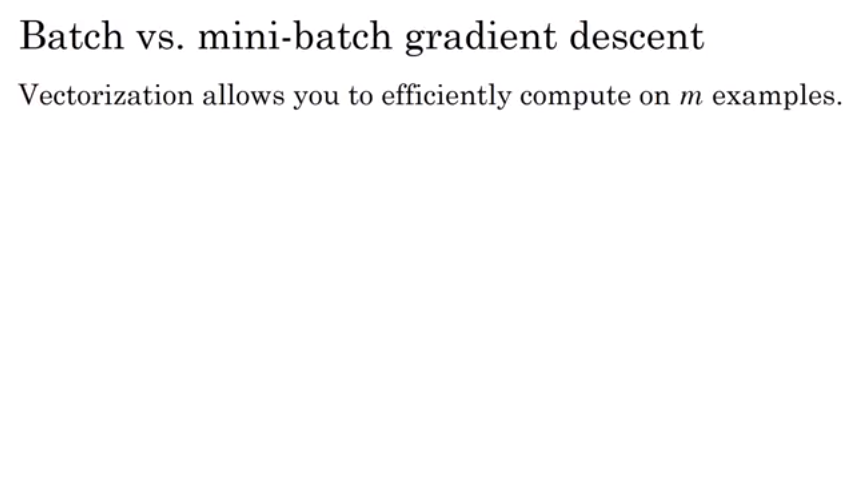 Batch vs. mini-batch gradient descent
Vectorization allows you to efficiently compute on m examples.